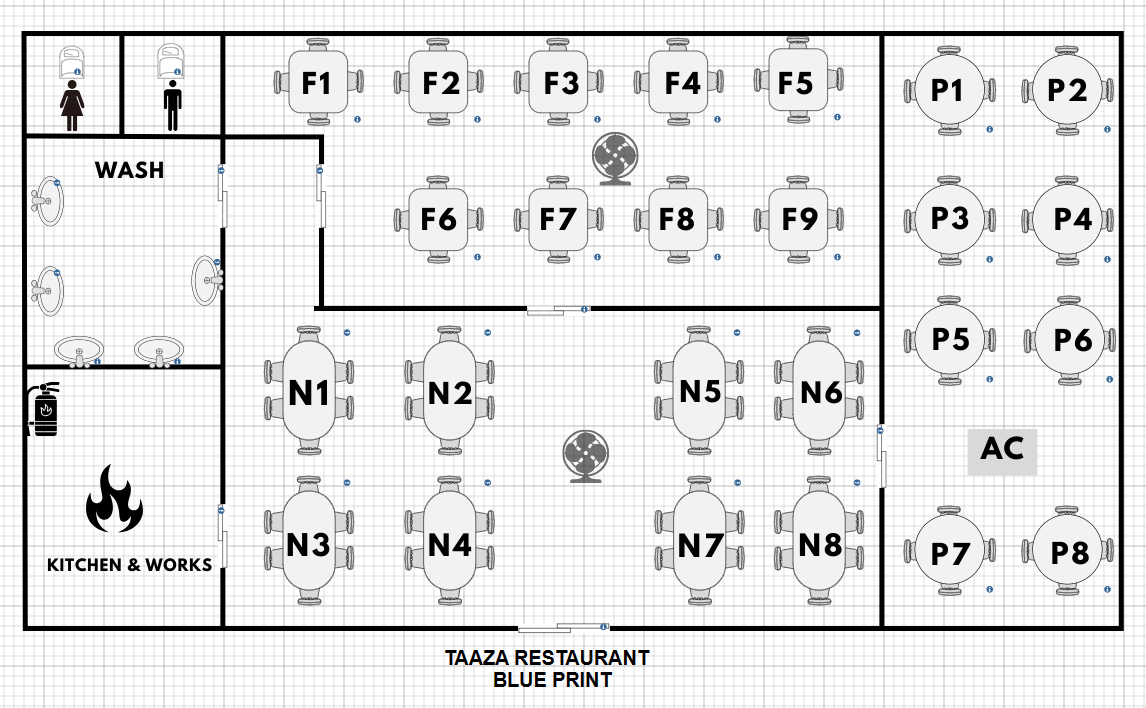 F1 F2 F3 F4 F5 P1 P2
WASH
F6 F7 F8 F9 P3 P4
P5 P6
N1 N2 N5 N6
AC
N3 N4 N7 N8 P7 P8
KITCHEN & WORKS
TAAZA RESTAURANT
BLUE PRINT